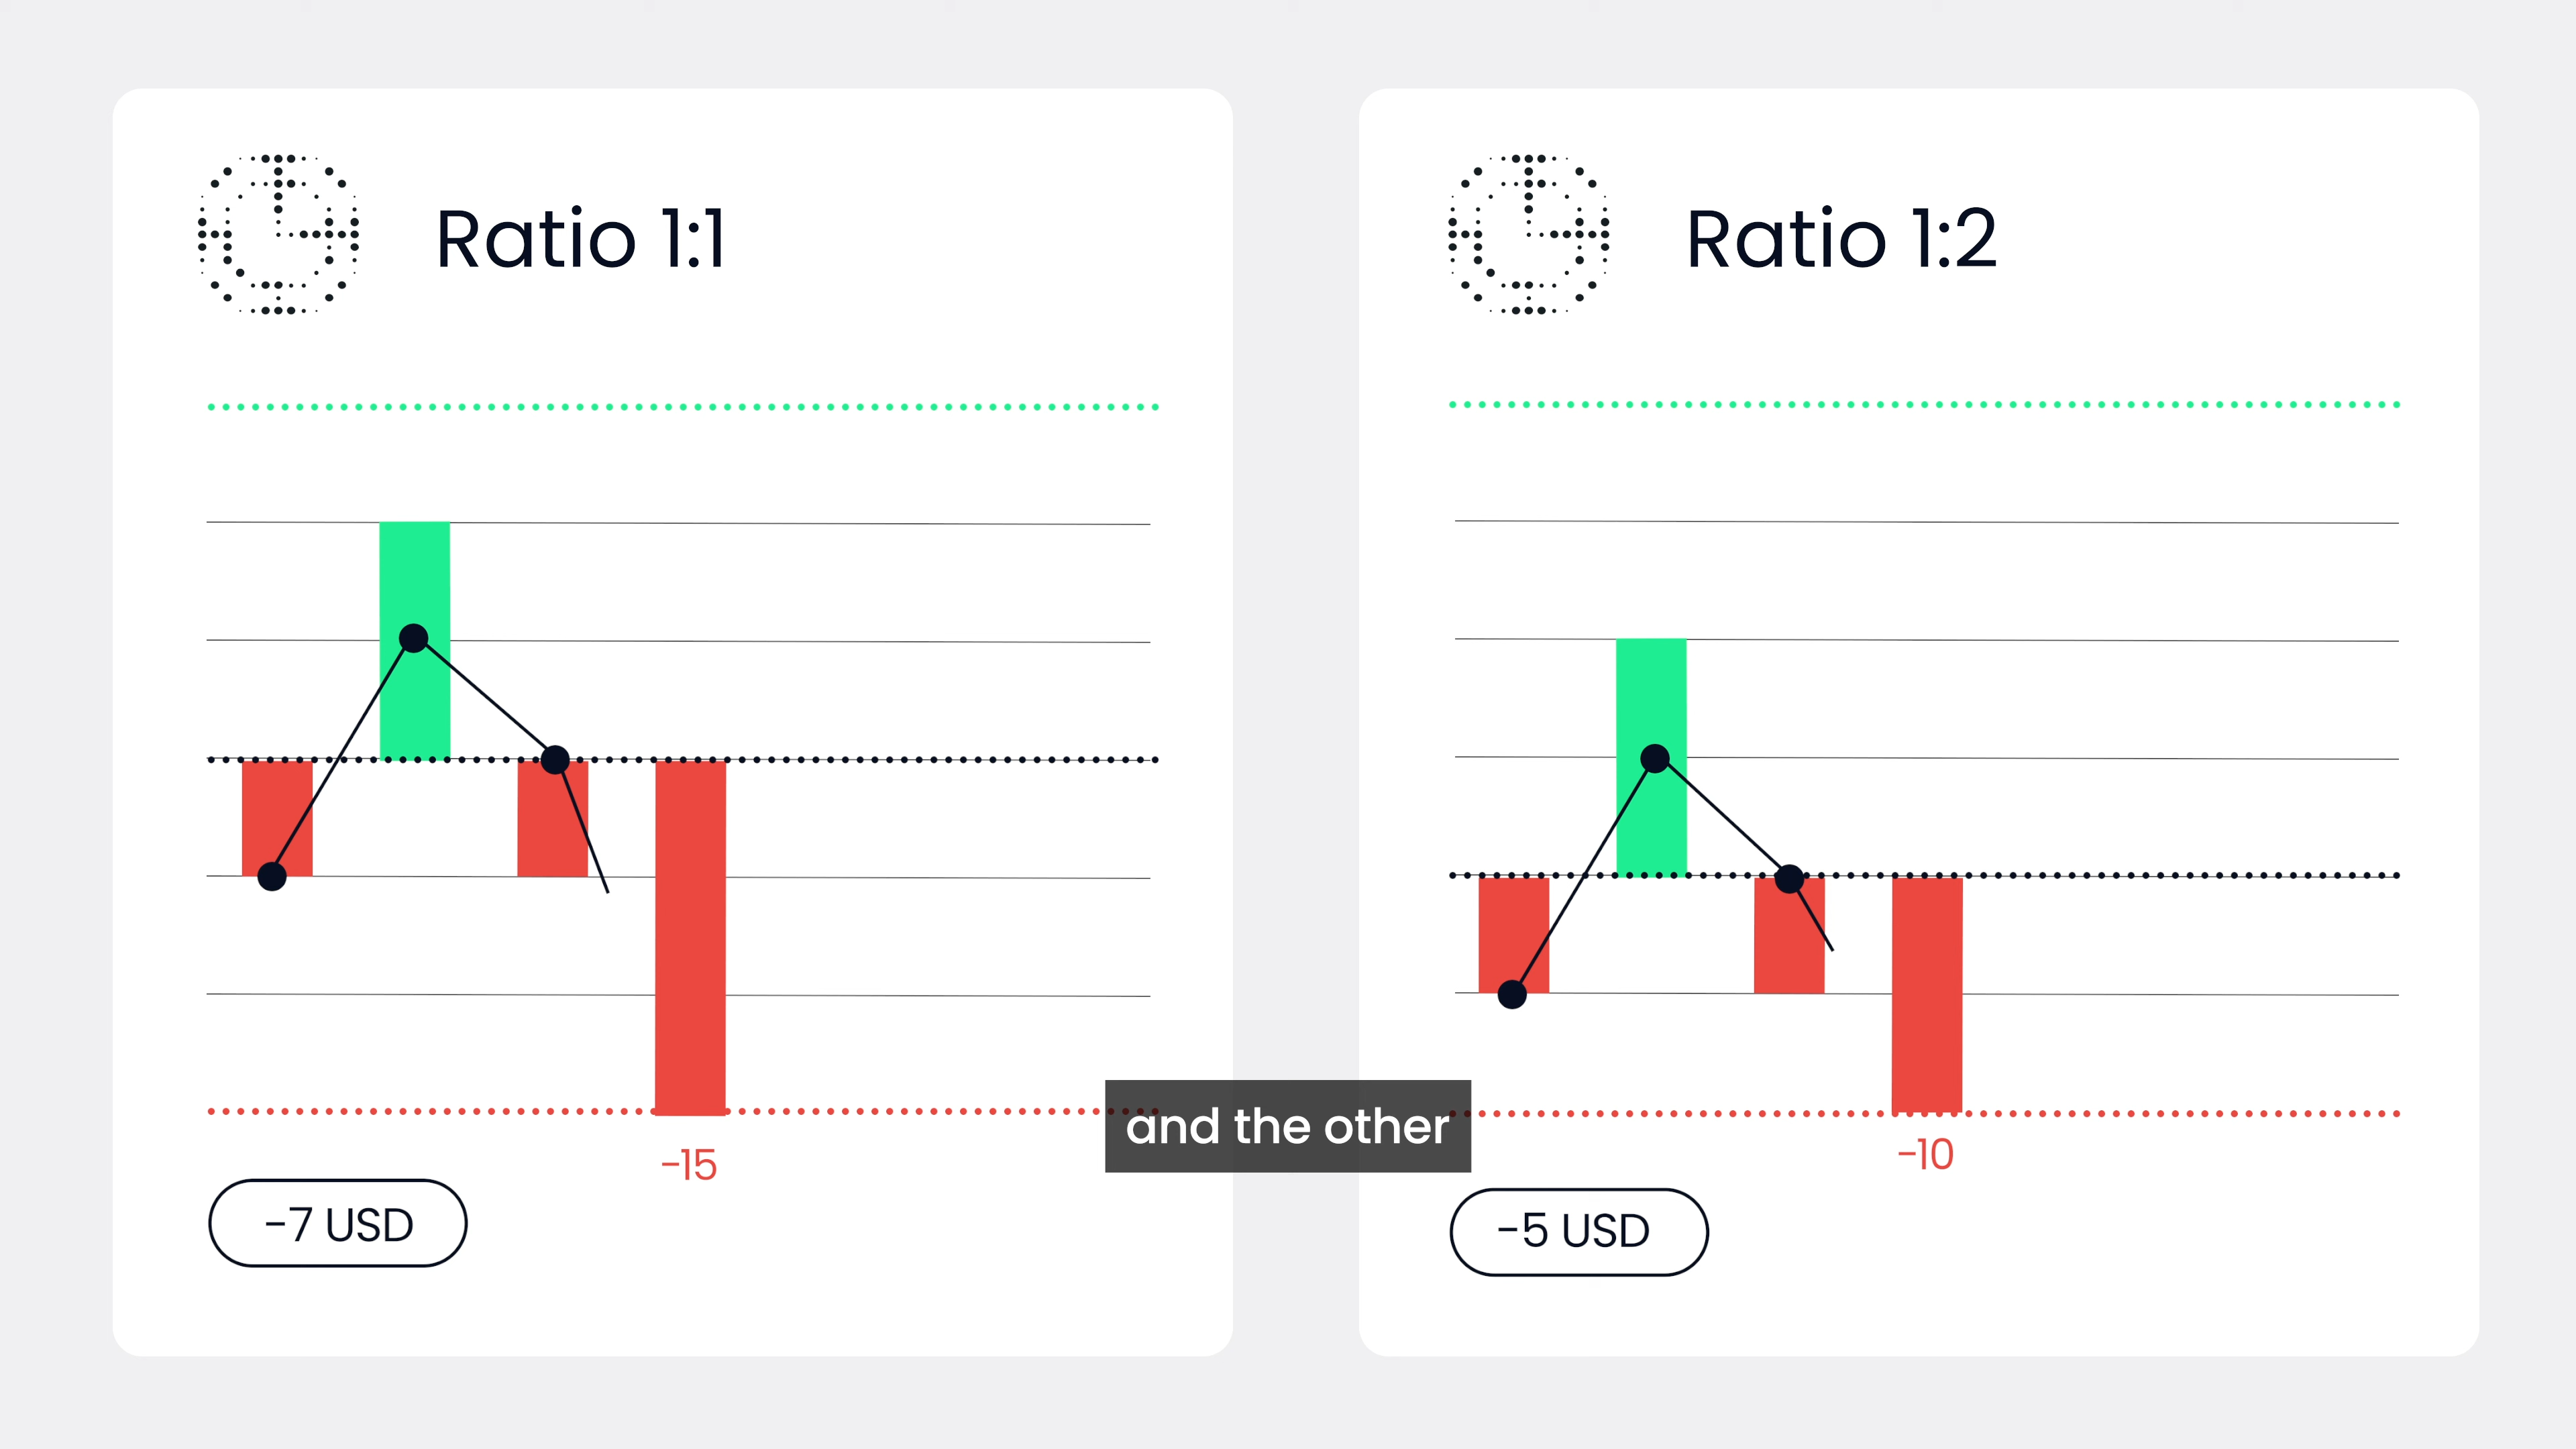 Ratio 1:1
-15
-7 USD
Ratio 1:2
-10
-5 USD
and the other